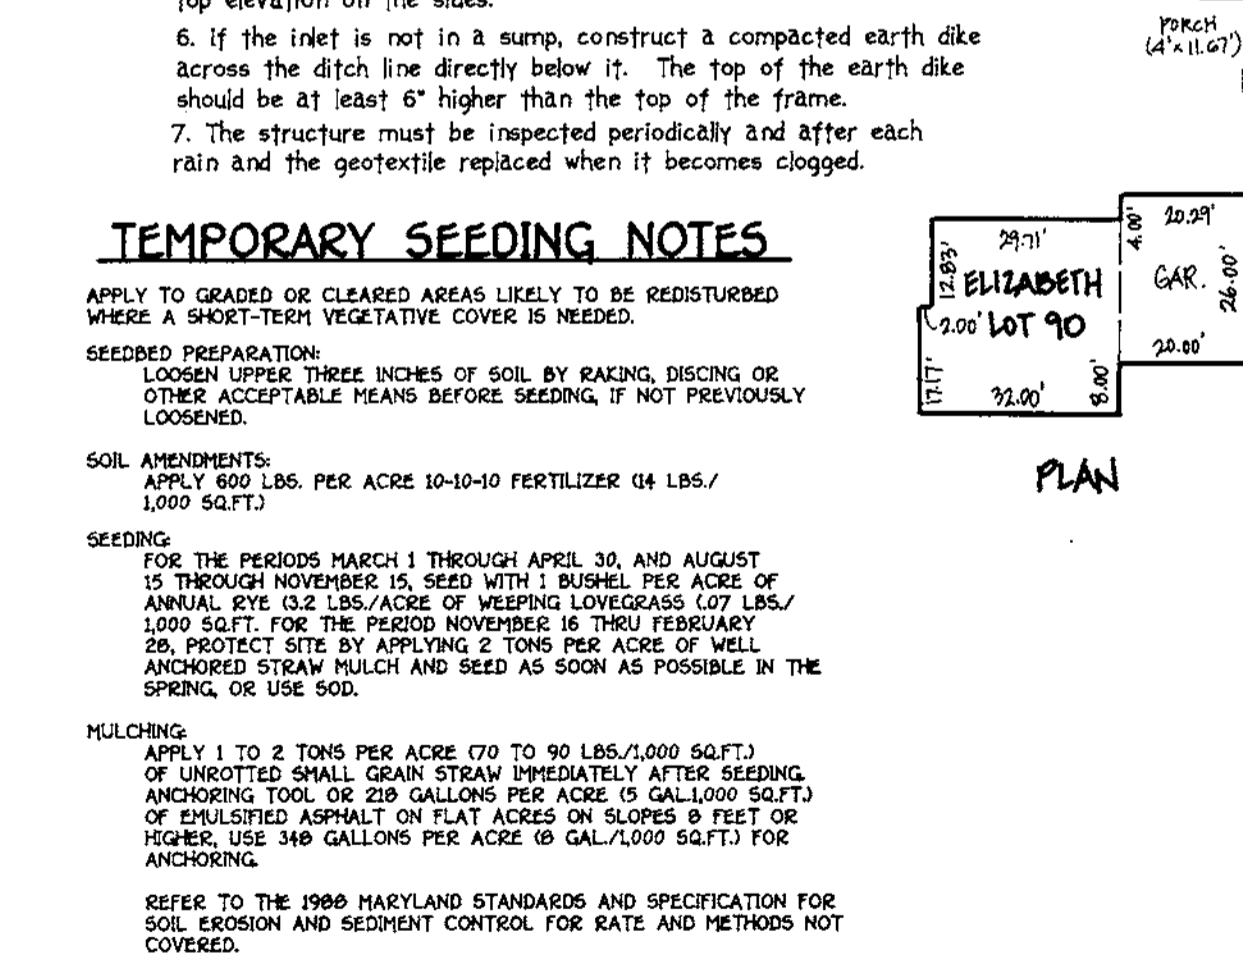 top elevation on the sides.
6. If the inlet is not in a sump, construct a compacted earth dike
across the ditch line directly below it. The top of the earth dike
should be at least 6" higher than the top of the frame.
7. The structure must be inspected periodically and after each
rain and the geotextile replaced when it becomes clogged.
TEMPORARY SEEDING NOTES
APPLY TO GRADED OR CLEARED AREAS LIKELY TO BE REDISTURBED
WHERE A SHORT-TERM VEGETATIVE COVER IS NEEDED.
SEEDBED PREPARATION:
LOOSEN UPPER THREE INCHES OF SOIL BY RAKING, DISCING OR
OTHER ACCEPTABLE MEANS BEFORE SEEDING, IF NOT PREVIOUSLY
LOOSENED.
SOIL AMENDMENTS:
APPLY 600 LBS. PER ACRE 10-10-10 FERTILIZER (14 LBS./
1,000 SQ.FT.)
SEEDING:
FOR THE PERIODS MARCH 1 THROUGH APRIL 30, AND AUGUST
15 THROUGH NOVEMBER 15, SEED WITH 1 BUSHEL PER ACRE OF
ANNUAL RYE (3.2 LBS./ACRE OF WEEPING LOVEGRASS (.07 LBS./
1,000 SQ.FT. FOR THE PERIOD NOVEMBER 16 THRU FEBRUARY
28, PROTECT SITE BY APPLYING 2 TONS PER ACRE OF WELL
ANCHORED STRAW MULCH AND SEED AS SOON AS POSSIBLE IN THE
SPRING, OR USE SOD.
MULCHING:
APPLY 1 TO 2 TONS PER ACRE (70 TO 90 LBS./1,000 SQ.FT.)
OF UNROTTED SMALL GRAIN STRAW IMMEDIATELY AFTER SEEDING.
ANCHORING TOOL OR 218 GALLONS PER ACRE (5 GAL.1,000 SQ.FT.)
OF EMULSIFIED ASPHALT ON FLAT ACRES ON SLOPES 8 FEET OR
HIGHER, USE 348 GALLONS PER ACRE (8 GAL./1,000 SQ.FT.) FOR
ANCHORING.
REFER TO THE 1988 MARYLAND STANDARDS AND SPECIFICATION FOR
SOIL EROSION AND SEDIMENT CONTROL FOR RATE AND METHODS NOT
COVERED.
PORCH
(4'x11.67')
20.29'
4.00'
29.71'
12.83'
ELIZABETH
GAR.
26.00'
2.00' LOT 90
20.00'
17.17'
32.00'
8.00'
PLAN